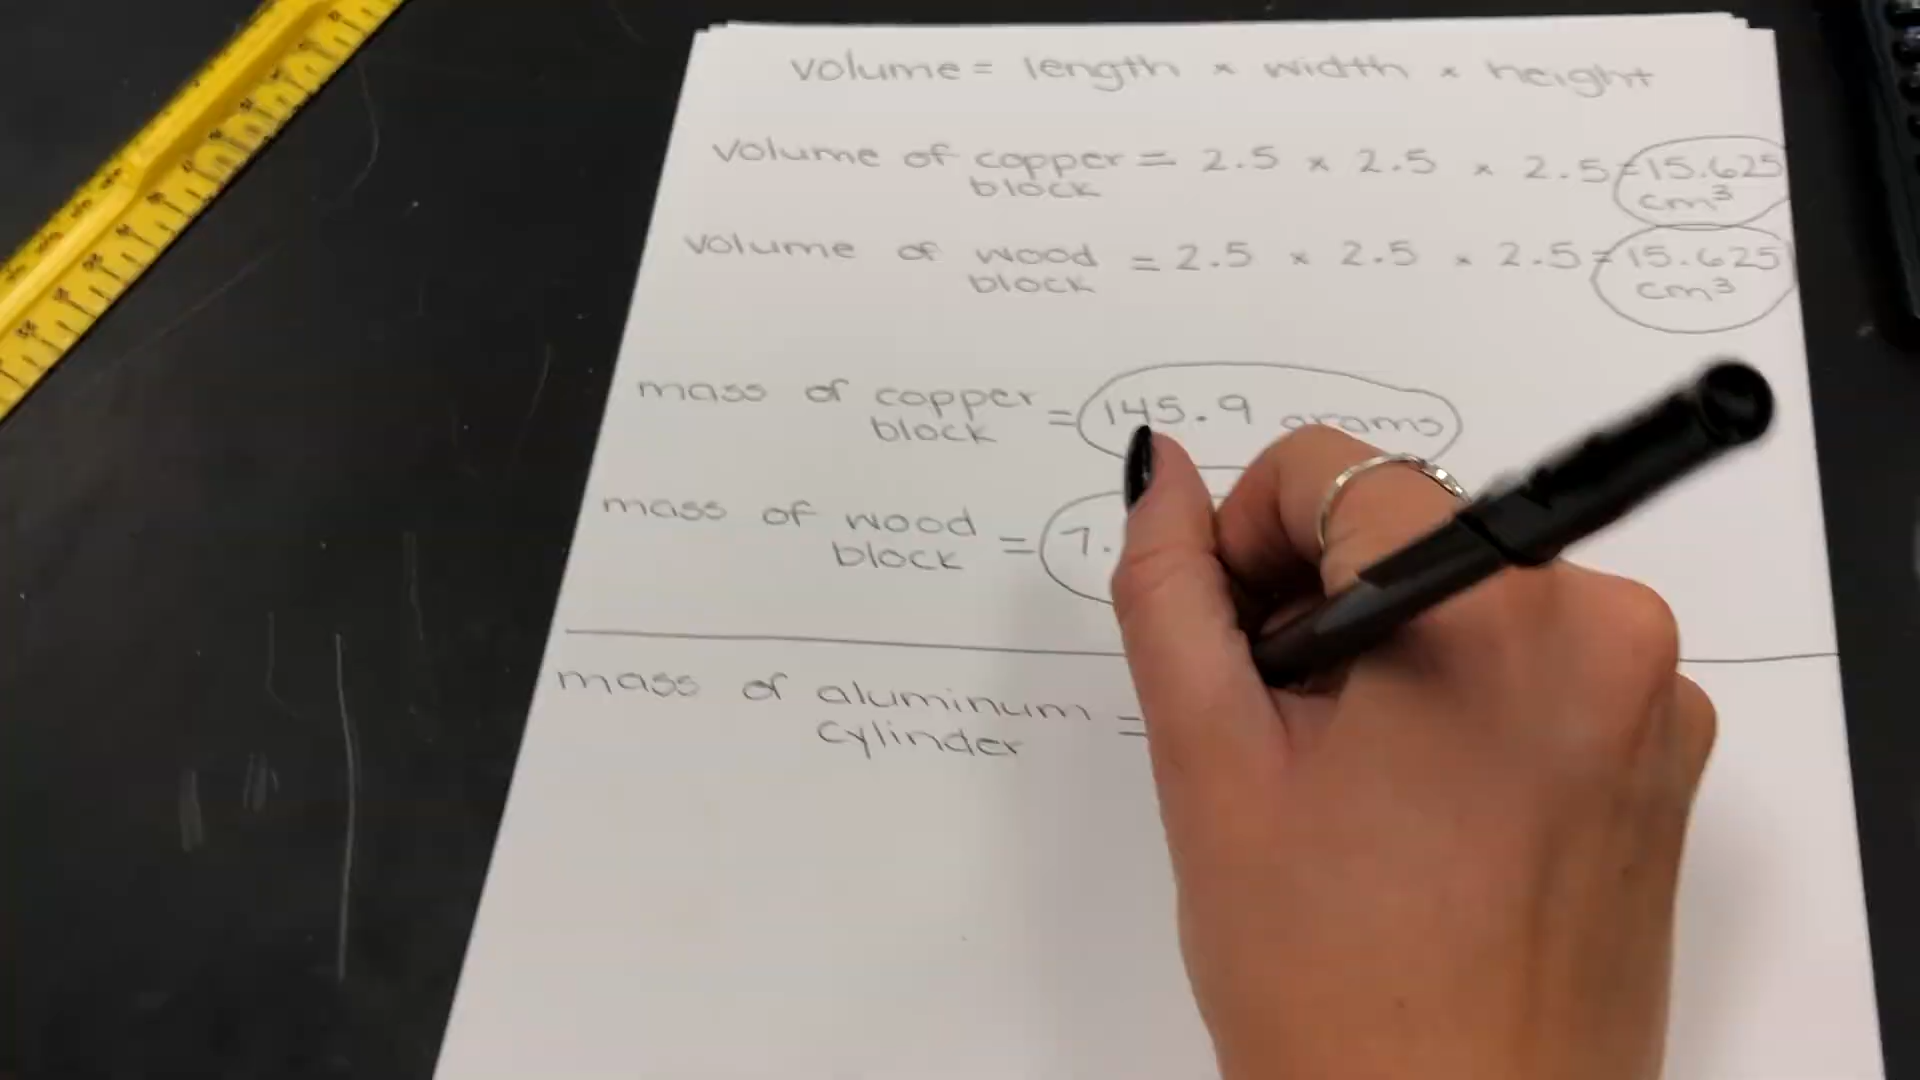 volume = length × width × height
volume of copper = 2.5 × 2.5 × 2.5 = 15.625
block cm³
volume of wood = 2.5 × 2.5 × 2.5 = 15.625
block cm³
mass of copper = 145.9 grams
block
mass of wood = 7.
block
mass of aluminum =
cylinder